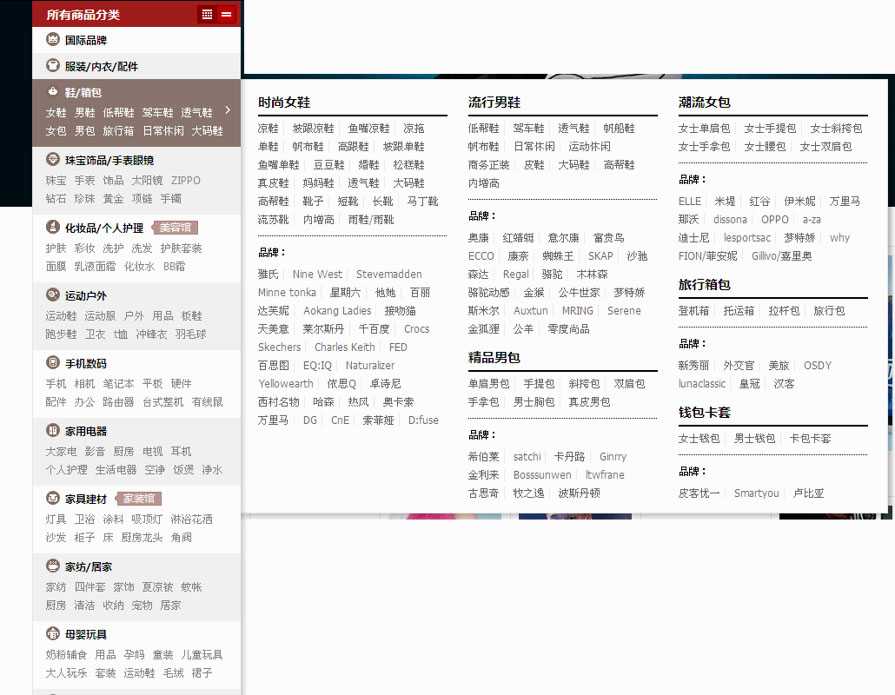 所有商品分类
国际品牌
服装/内衣/配件
鞋/箱包
女鞋 男鞋 低帮鞋 驾车鞋 透气鞋
女包 男包 旅行箱 日常休闲 大码鞋
珠宝饰品/手表眼镜
珠宝 手表 饰品 太阳镜 ZIPPO
钻石 珍珠 黄金 项链 手镯
化妆品/个人护理 美容馆
护肤 彩妆 洗护 洗发 护肤套装
面膜 乳液面霜 化妆水 BB霜
运动户外
运动鞋 运动服 户外 用品 板鞋
跑步鞋 卫衣 t恤 冲锋衣 羽毛球
手机数码
手机 相机 笔记本 平板 硬件
配件 办公 路由器 台式整机 有线鼠
家用电器
大家电 影音 厨房 电视 耳机
个人护理 生活电器 空净 饭煲 净水
家具建材 家装馆
灯具 卫浴 涂料 吸顶灯 淋浴花洒
沙发 柜子 床 厨房龙头 角阀
家纺/居家
家纺 四件套 家饰 夏凉被 蚊帐
厨房 清洁 收纳 宠物 居家
母婴玩具
奶粉辅食 用品 孕妈 童装 儿童玩具
大人玩乐 套装 运动鞋 毛绒 裙子
时尚女鞋
凉鞋 坡跟凉鞋 鱼嘴凉鞋 凉拖
单鞋 帆布鞋 高跟鞋 坡跟单鞋
鱼嘴单鞋 豆豆鞋 婚鞋 松糕鞋
真皮鞋 妈妈鞋 透气鞋 大码鞋
高帮鞋 靴子 短靴 长靴 马丁靴
流苏靴 内增高 雨鞋/雨靴
品牌：
雅氏 Nine West Stevemadden
Minne tonka 星期六 他她 百丽
达芙妮 Aokang Ladies 接吻猫
天美意 莱尔斯丹 千百度 Crocs
Skechers Charles Keith FED
百思图 EQ:IQ Naturalizer
Yellowearth 依思Q 卓诗尼
西村名物 哈森 热风 奥卡索
万里马 DG CnE 索菲娅 D:fuse
流行男鞋
低帮鞋 驾车鞋 透气鞋 帆船鞋
帆布鞋 日常休闲 运动休闲
商务正装 皮鞋 大码鞋 高帮鞋
内增高
品牌：
奥康 红蜻蜓 意尔康 富贵鸟
ECCO 康奈 蜘蛛王 SKAP 沙驰
森达 Regal 骆驼 木林森
骆驼动感 金猴 公牛世家 梦特娇
斯米尔 Auxtun MRING Serene
金狐狸 公羊 零度尚品
精品男包
单肩男包 手提包 斜挎包 双肩包
手拿包 男士胸包 真皮男包
品牌：
希伯莱 satchi 卡丹路 Ginrry
金利来 Bosssunwen ltwfrane
古思奇 牧之逸 波斯丹顿
潮流女包
女士单肩包 女士手提包 女士斜挎包
女士手拿包 女士腰包 女士双肩包
品牌：
ELLE 米堤 红谷 伊米妮 万里马
那沃 dissona OPPO a-za
迪士尼 lesportsac 梦特娇 why
FION/菲安妮 Gillivo/嘉里奥
旅行箱包
登机箱 托运箱 拉杆包 旅行包
品牌：
新秀丽 外交官 美旅 OSDY
lunaclassic 皇冠 汉客
钱包卡套
女士钱包 男士钱包 卡包卡套
品牌：
皮客优一 Smartyou 卢比亚